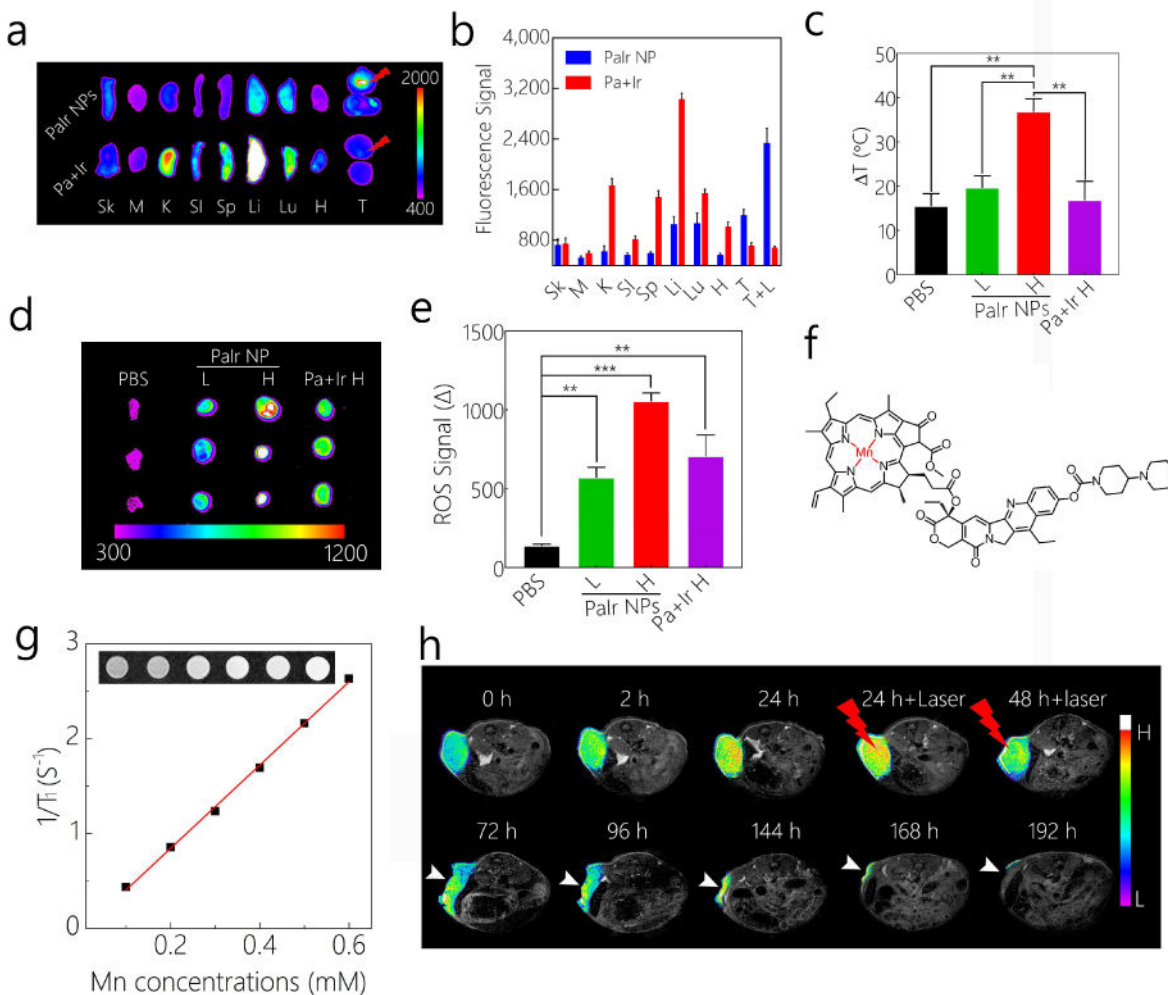 a
PaIr NPs
Pa+Ir
Sk M K SI Sp Li Lu H T
2000
400
b
4,000
3,200
2,400
1,600
800
Fluorescence Signal
PaIr NP
Pa+Ir
Sk M K SI Sp Li Lu H T T+L
c
50
40
30
20
10
0
ΔT (°C)
** ** **
PBS L H Pa+Ir H
PaIr NPs
d
PaIr NP
PBS L H Pa+Ir H
300 1200
e
1500
1000
500
0
ROS Signal (Δ)
**
***
**
PBS L H Pa+Ir H
PaIr NPs
f
O
N N O
Mn O
N N O O
O O N N
O N O
O N
O
g
3
2
1
0
1/T1 (S⁻¹)
0.2 0.4 0.6
Mn concentrations (mM)
h
0 h 2 h 24 h 24 h+Laser 48 h+laser
72 h 96 h 144 h 168 h 192 h
H
L